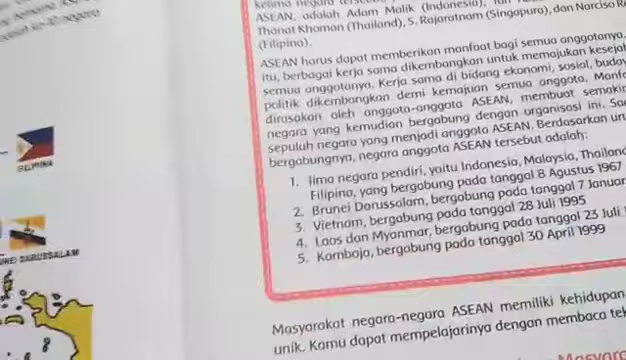 ASEAN, adalah Adam Malik (Indonesia), Tun
Thanat Khoman (Thailand), S. Rajaratnam (Singapura), dan Narciso R
(Filipina).
ASEAN harus dapat memberikan manfaat bagi semua anggotanya.
itu, berbagai kerja sama dikembangkan untuk memajukan kesejah
semua anggotanya. Kerja sama di bidang ekonomi, sosial, buday
politik dikembangkan demi kemajuan semua anggota. Manfa
dirasakan oleh anggota-anggota ASEAN, membuat semakin
negara yang kemudian bergabung dengan organisasi ini. Sa
sepuluh negara yang menjadi anggota ASEAN. Berdasarkan uru
bergabungnya, negara anggota ASEAN tersebut adalah:
1. lima negara pendiri, yaitu Indonesia, Malaysia, Thailand
Filipina, yang bergabung pada tanggal 8 Agustus 1967
2. Brunei Darussalam, bergabung pada tanggal 7 Januar
3. Vietnam, bergabung pada tanggal 28 Juli 1995
4. Laos dan Myanmar, bergabung pada tanggal 23 Juli
5. Kamboja, bergabung pada tanggal 30 April 1999
Masyarakat negara-negara ASEAN memiliki kehidupan
unik. Kamu dapat mempelajarinya dengan membaca tek
Masyara
FILIPINA
DARUSSALAM